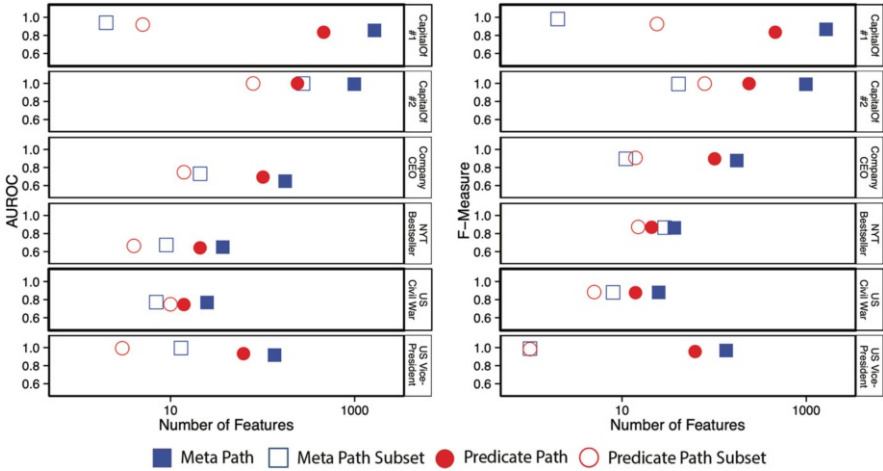 AUROC
1.0
0.8
0.6
CapitalOf
#1
1.0
0.8
0.6
CapitalOf
#2
1.0
0.8
0.6
Company
CEO
1.0
0.8
0.6
NYT
Bestseller
1.0
0.8
0.6
US
Civil War
1.0
0.8
0.6
US Vice-
President
10
1000
Number of Features
F-Measure
1.0
0.8
0.6
CapitalOf
#1
1.0
0.8
0.6
CapitalOf
#2
1.0
0.8
0.6
Company
CEO
1.0
0.8
0.6
NYT
Bestseller
1.0
0.8
0.6
US
Civil War
1.0
0.8
0.6
US Vice-
President
10
1000
Number of Features
Meta Path Meta Path Subset Predicate Path Predicate Path Subset